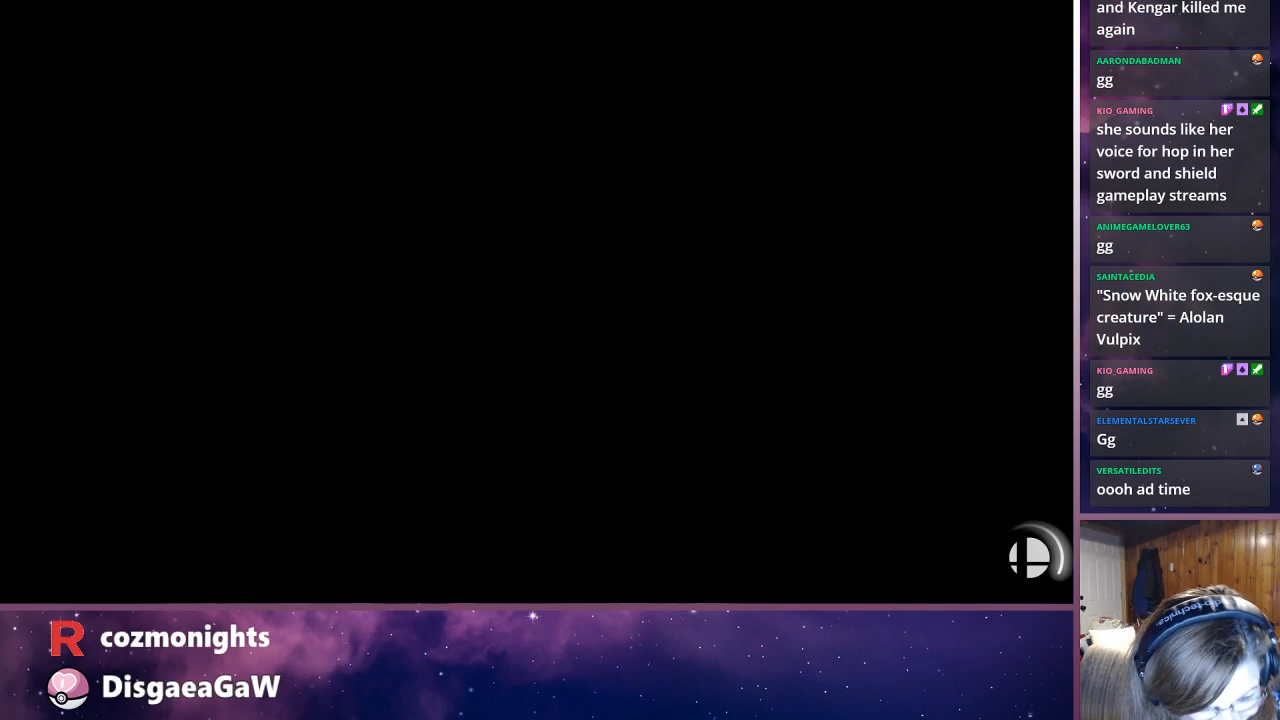 and Kengar killed me
again
AARONDABADMAN
gg
KIO_GAMING
she sounds like her
voice for hop in her
sword and shield
gameplay streams
ANIMEGAMELOVER63
gg
SAINTACEDIA
"Snow White fox-esque
creature" = Alolan
Vulpix
KIO_GAMING
gg
ELEMENTALSTARSEVER
Gg
VERSATILEDITS
oooh ad time
audio-technica
R cozmonights
DisgaeaGaW